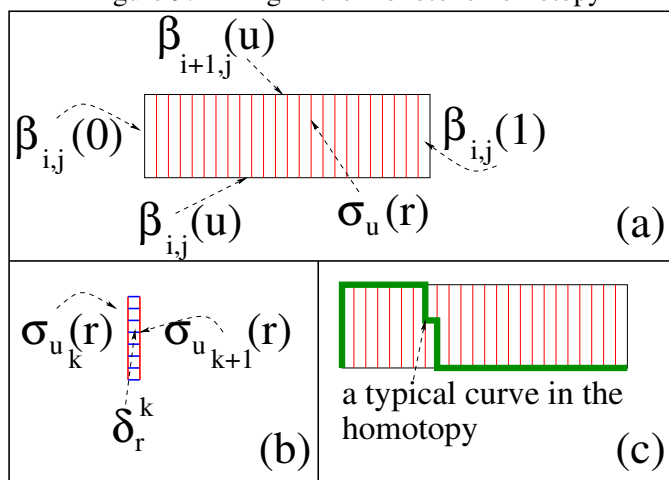 β_{i+1,j}(u)
β_{i,j}(0)
β_{i,j}(1)
β_{i,j}(u)
σ_u(r)
(a)
σ_{u_k}(r)
σ_{u_{k+1}}(r)
δ_r^k
(b)
a typical curve in the
homotopy
(c)